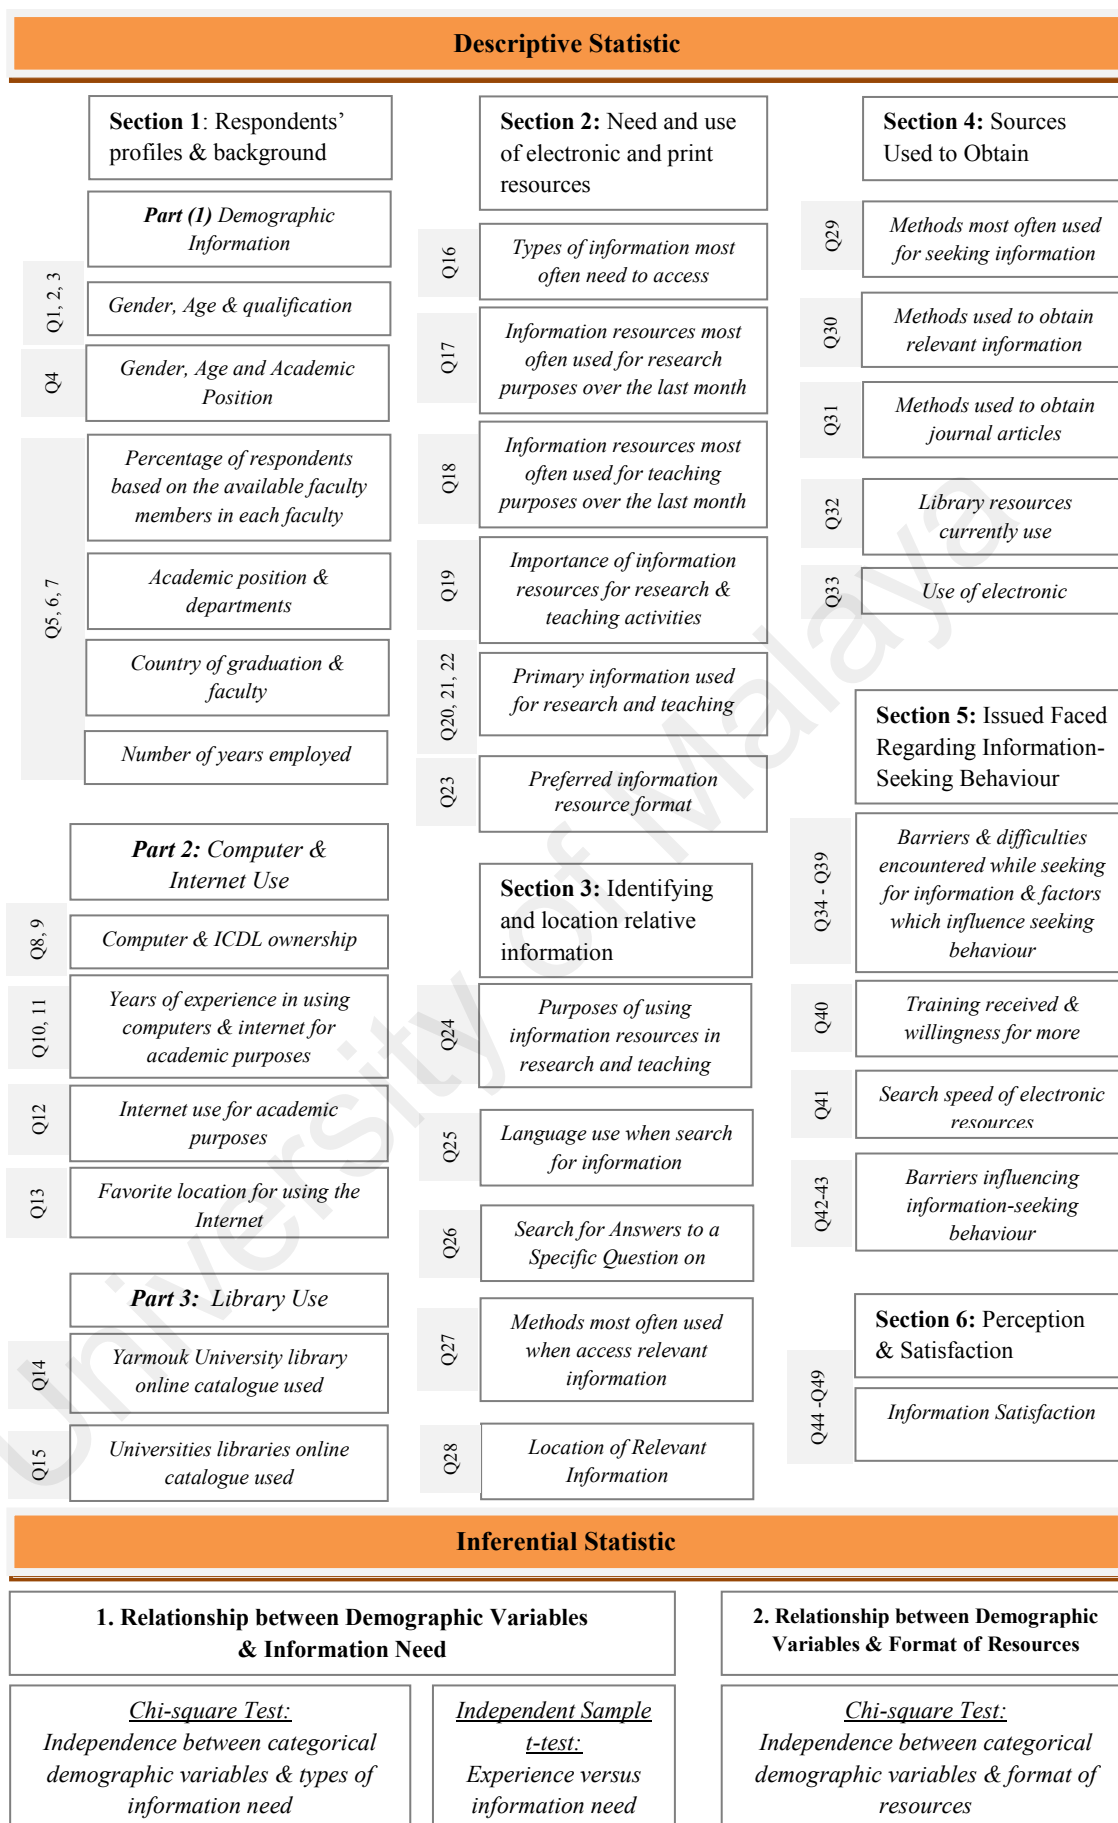 Descriptive Statistic
Section 1: Respondents'
profiles & background
Part (1) Demographic
Information
Q1, 2, 3
Gender, Age & qualification
Q4
Gender, Age and Academic
Position
Q5, 6, 7
Percentage of respondents
based on the available faculty
members in each faculty
Academic position &
departments
Country of graduation &
faculty
Number of years employed
Part 2: Computer &
Internet Use
Q8, 9
Computer & ICDL ownership
Q10, 11
Years of experience in using
computers & internet for
academic purposes
Q12
Internet use for academic
purposes
Q13
Favorite location for using the
Internet
Part 3: Library Use
Q14
Yarmouk University library
online catalogue used
Q15
Universities libraries online
catalogue used
Section 2: Need and use
of electronic and print
resources
Q16
Types of information most
often need to access
Q17
Information resources most
often used for research
purposes over the last month
Q18
Information resources most
often used for teaching
purposes over the last month
Q19
Importance of information
resources for research &
teaching activities
Q20, 21, 22
Primary information used
for research and teaching
Q23
Preferred information
resource format
Section 3: Identifying
and location relative
information
Q24
Purposes of using
information resources in
research and teaching
Q25
Language use when search
for information
Q26
Search for Answers to a
Specific Question on
Q27
Methods most often used
when access relevant
information
Q28
Location of Relevant
Information
Section 4: Sources
Used to Obtain
Q29
Methods most often used
for seeking information
Q30
Methods used to obtain
relevant information
Q31
Methods used to obtain
journal articles
Q32
Library resources
currently use
Q33
Use of electronic
Section 5: Issued Faced
Regarding Information-
Seeking Behaviour
Q34 - Q39
Barriers & difficulties
encountered while seeking
for information & factors
which influence seeking
behaviour
Q40
Training received &
willingness for more
Q41
Search speed of electronic
resources
Q42-43
Barriers influencing
information-seeking
behaviour
Section 6: Perception
& Satisfaction
Q44 -Q49
Information Satisfaction
Inferential Statistic
1. Relationship between Demographic Variables
& Information Need
Chi-square Test:
Independence between categorical
demographic variables & types of
information need
Independent Sample
t-test:
Experience versus
information need
2. Relationship between Demographic
Variables & Format of Resources
Chi-square Test:
Independence between categorical
demographic variables & format of
resources
University of Malaya